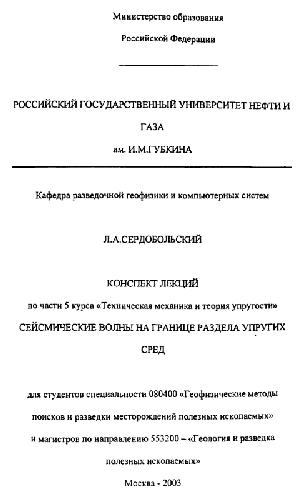 Министерство образования
Российской Федерации
РОССИЙСКИЙ ГОСУДАРСТВЕННЫЙ УНИВЕРСИТЕТ НЕФТИ И
ГАЗА
им. И.М.ГУБКИНА
Кафедра разведочной геофизики и компьютерных систем
Л.А.СЕРДОБОЛЬСКИЙ
КОНСПЕКТ ЛЕКЦИЙ
по части 5 курса «Техническая механика и теория упругости»
СЕЙСМИЧЕСКИЕ ВОЛНЫ НА ГРАНИЦЕ РАЗДЕЛА УПРУГИХ
СРЕД
для студентов специальности 080400 «Геофизические методы
поисков и разведки месторождений полезных ископаемых»
и магистров по направлению 553200 – «Геология и разведка
полезных ископаемых»
Москва - 2003